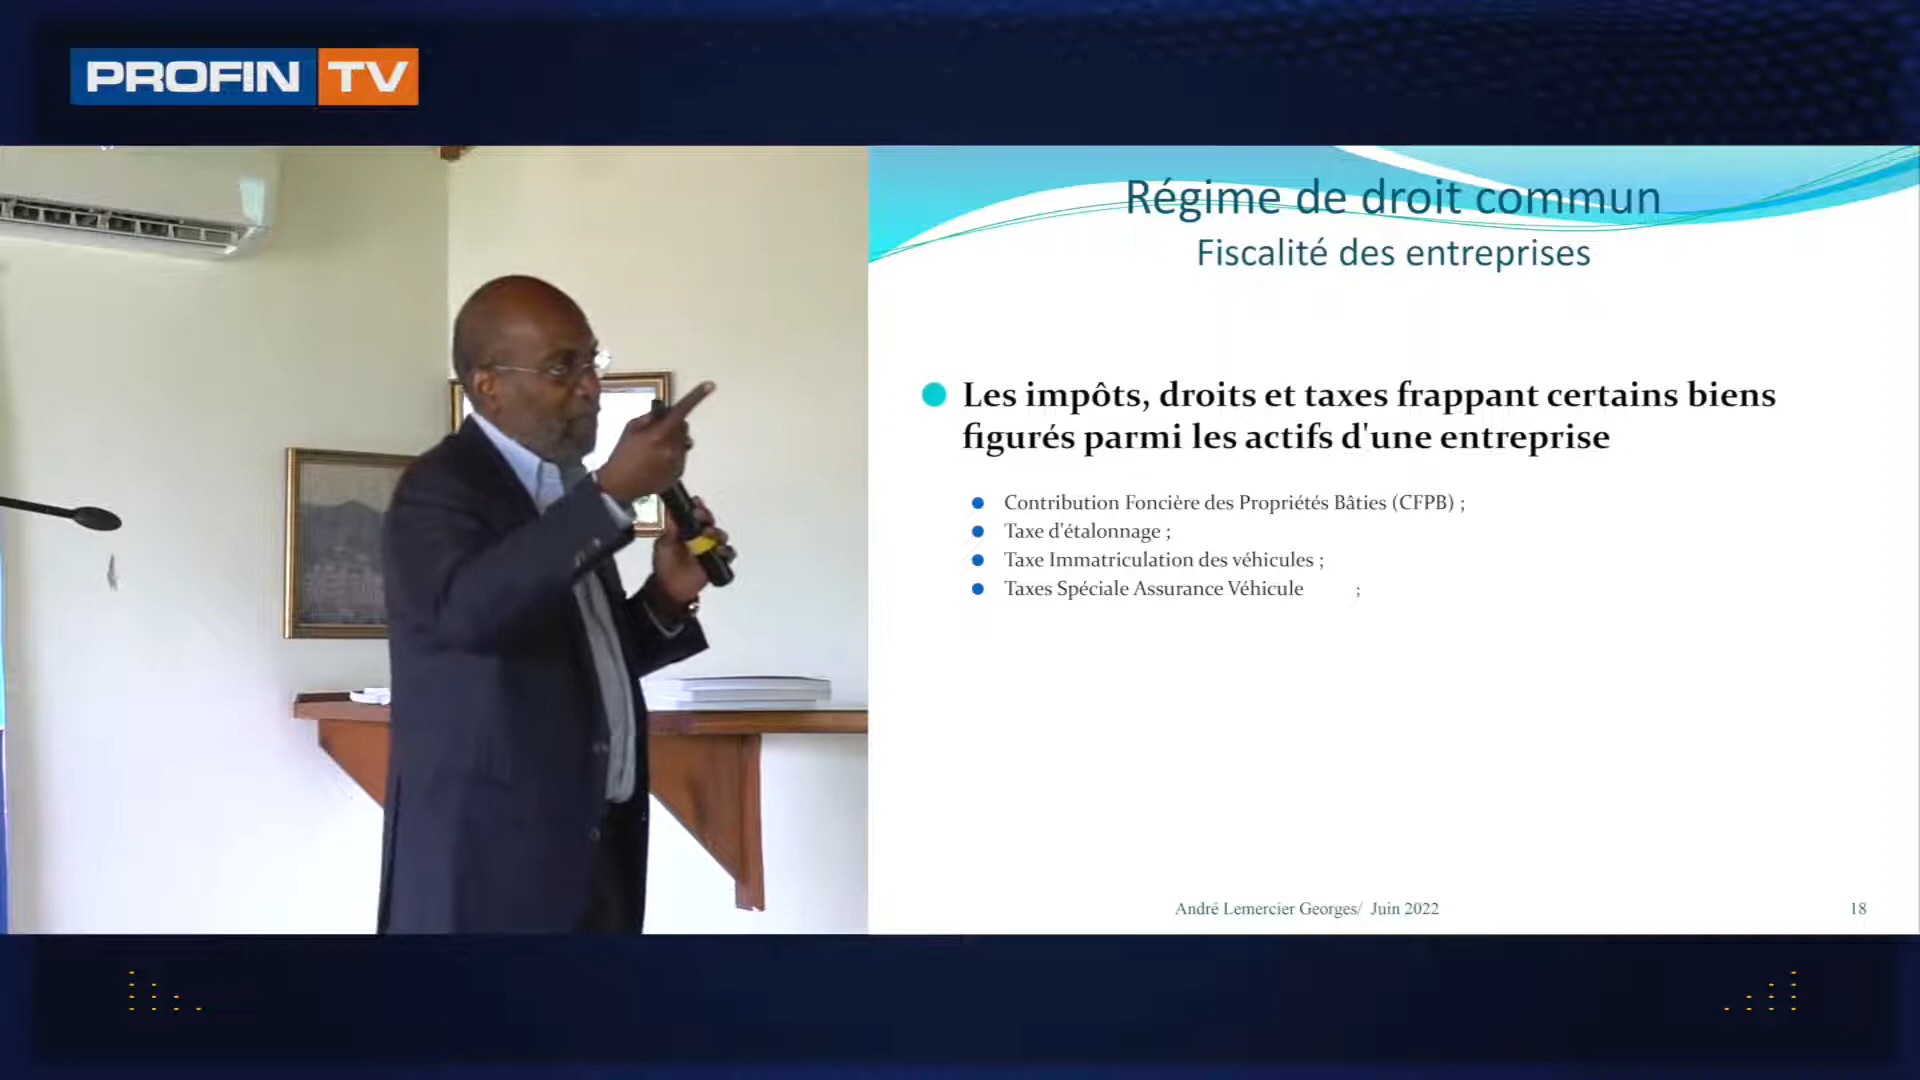 PROFIN TV
Régime de droit commun
Fiscalité des entreprises
Les impôts, droits et taxes frappant certains biens
figurés parmi les actifs d'une entreprise
Contribution Foncière des Propriétés Bâties (CFPB) ;
Taxe d'étalonnage ;
Taxe Immatriculation des véhicules ;
Taxes Spéciale Assurance Véhicule ;
André Lemercier Georges/ Juin 2022
18